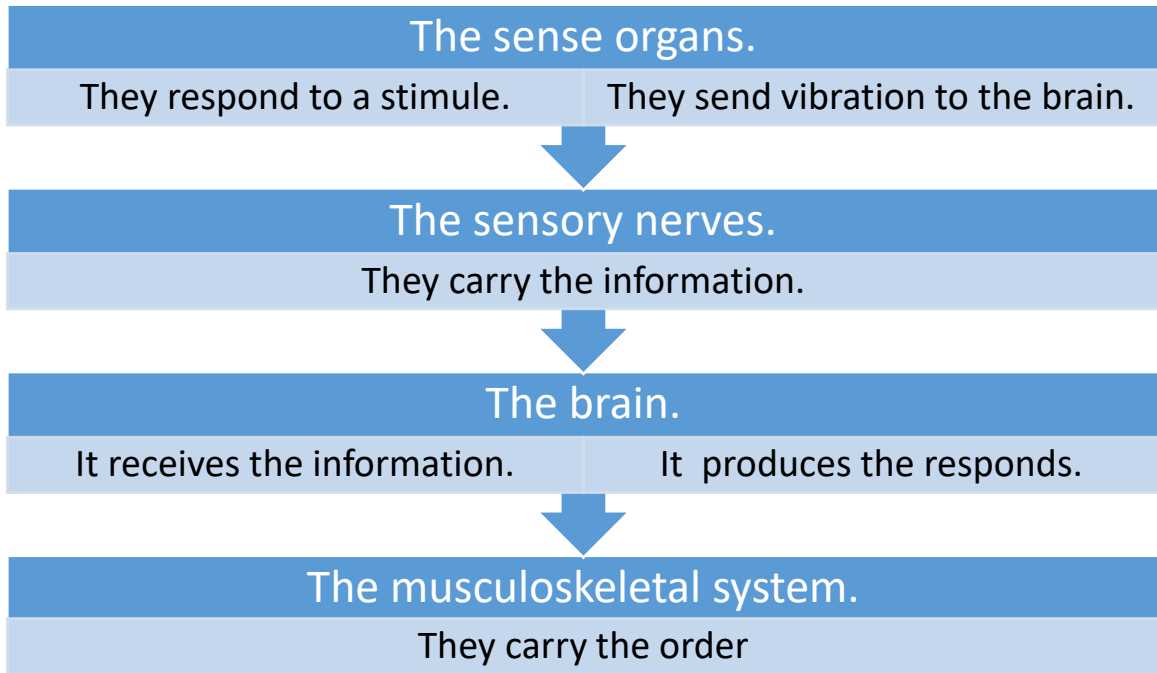 The sense organs.
They respond to a stimule.
They send vibration to the brain.
The sensory nerves.
They carry the information.
The brain.
It receives the information.
It  produces the responds.
The musculoskeletal system.
They carry the order